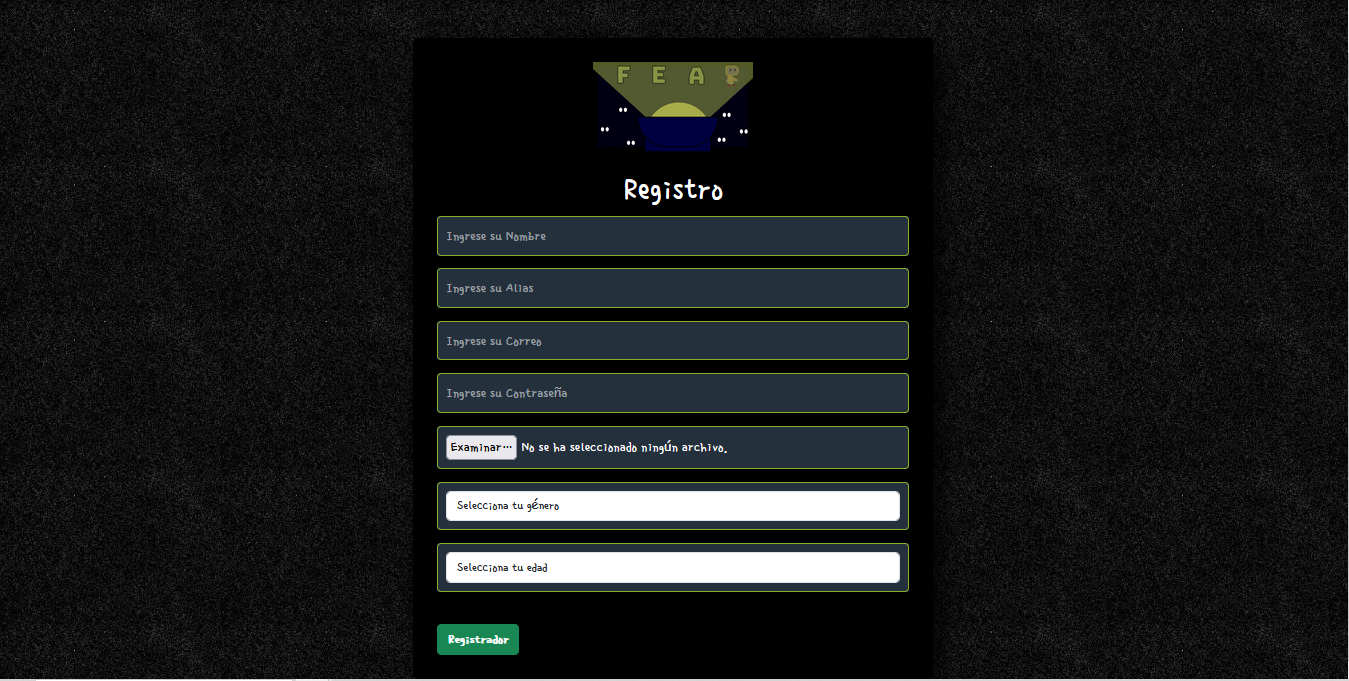 F E A
Registro
Ingrese su Nombre
Ingrese su Alias
Ingrese su Correo
Ingrese su Contraseña
Examinar... No se ha seleccionado ningún archivo.
Selecciona tu género
Selecciona tu edad
Registrador